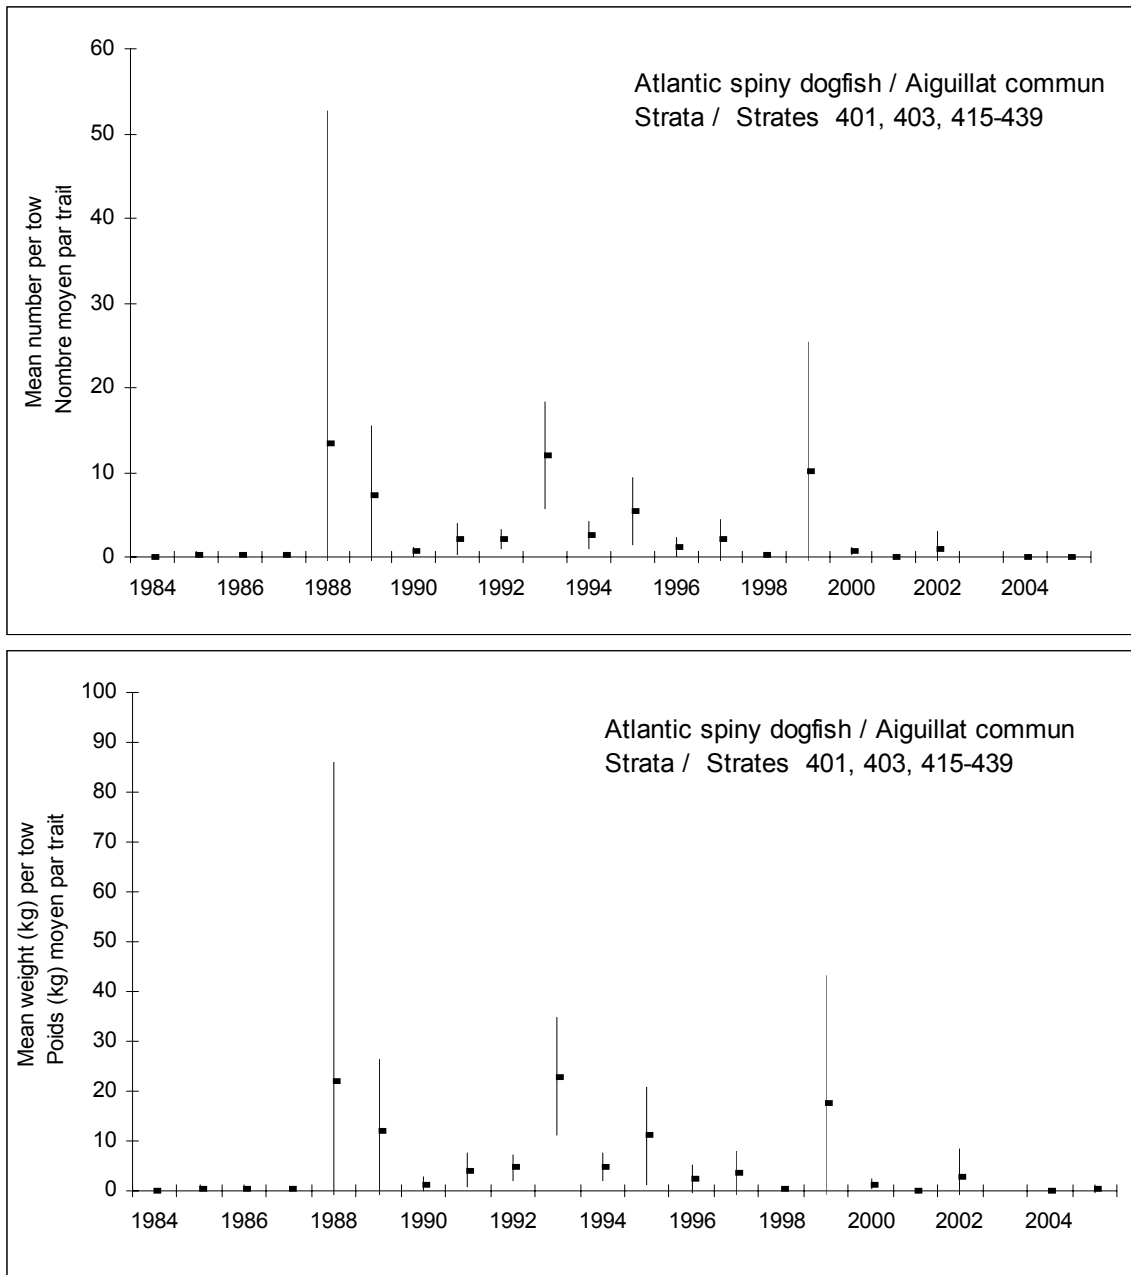 60
50
40
30
20
10
0
Mean number per tow
Nombre moyen par trait
Atlantic spiny dogfish / Aiguillat commun
Strata / Strates 401, 403, 415-439
1984 1986 1988 1990 1992 1994 1996 1998 2000 2002 2004
100
90
80
70
60
50
40
30
20
10
0
Mean weight (kg) per tow
Poids (kg) moyen par trait
Atlantic spiny dogfish / Aiguillat commun
Strata / Strates 401, 403, 415-439
1984 1986 1988 1990 1992 1994 1996 1998 2000 2002 2004